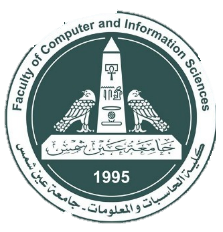 Faculty of Computer and Information Sciences
جامعة عين شمس
1995
كلية الحاسبات والمعلومات - جامعة عين شمس